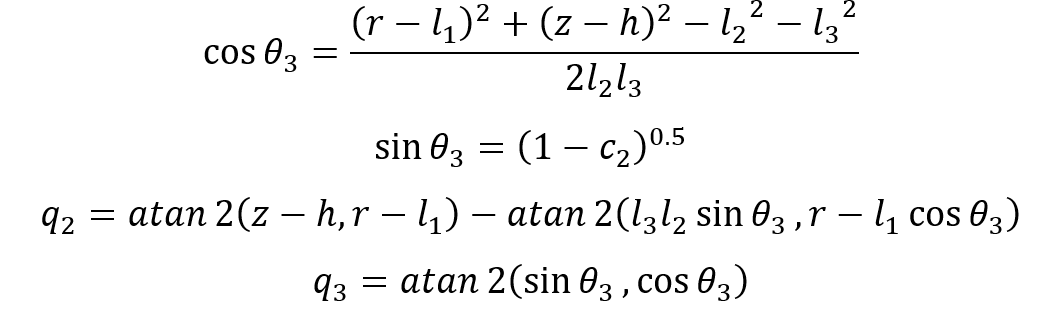 cos θ₃ = ((r − l₁)² + (z − h)² − l₂² − l₃²) / (2l₂l₃)
sin θ₃ = (1 − c₂)^0.5
q₂ = atan 2(z − h, r − l₁) − atan 2(l₃l₂ sin θ₃ , r − l₁ cos θ₃)
q₃ = atan 2(sin θ₃ , cos θ₃)